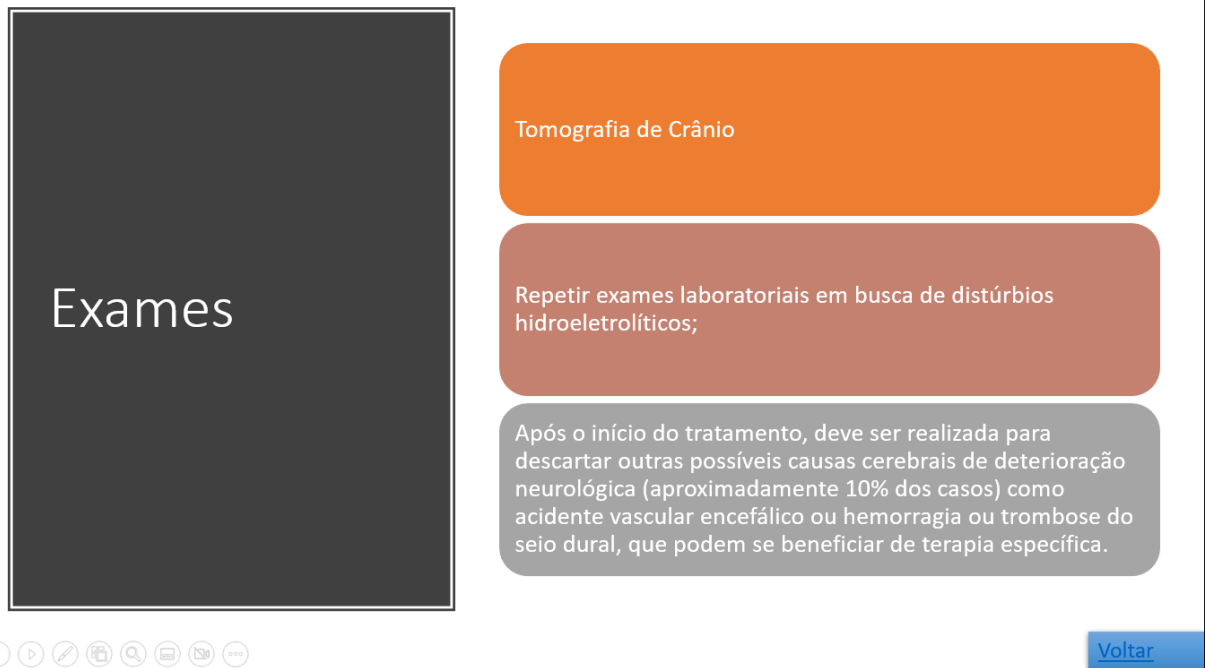 Exames
Tomografia de Crânio
Repetir exames laboratoriais em busca de distúrbios
hidroeletrolíticos;
Após o início do tratamento, deve ser realizada para
descartar outras possíveis causas cerebrais de deterioração
neurológica (aproximadamente 10% dos casos) como
acidente vascular encefálico ou hemorragia ou trombose do
seio dural, que podem se beneficiar de terapia específica.
Voltar